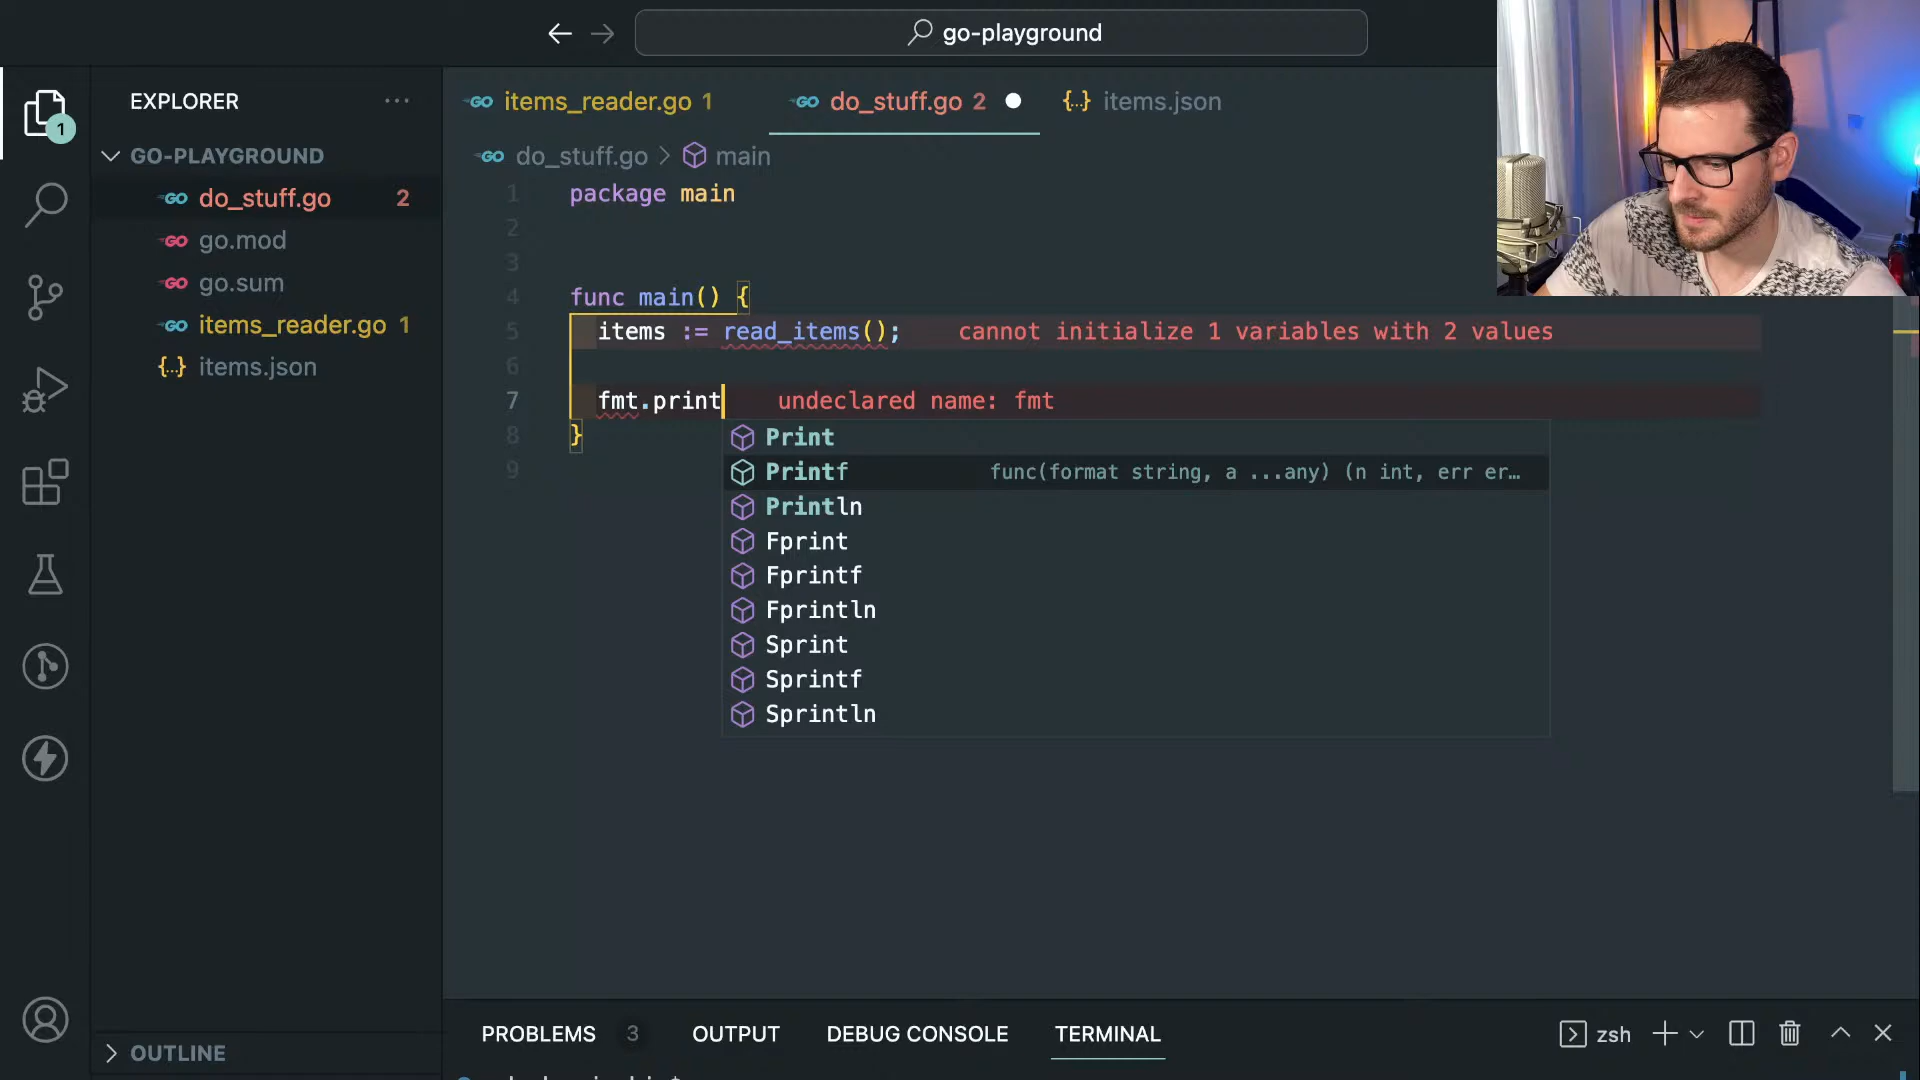 go-playground
EXPLORER
GO-PLAYGROUND
do_stuff.go 2
go.mod
go.sum
items_reader.go 1
{..} items.json
OUTLINE
1
items_reader.go 1
do_stuff.go 2
{..} items.json
do_stuff.go > main
1 package main
2
3
4 func main() {
5 items := read_items(); cannot initialize 1 variables with 2 values
6
7 fmt.print undeclared name: fmt
8 }
9
Print
Printf func(format string, a ...any) (n int, err er…
Println
Fprint
Fprintf
Fprintln
Sprint
Sprintf
Sprintln
PROBLEMS 3 OUTPUT DEBUG CONSOLE TERMINAL
zsh